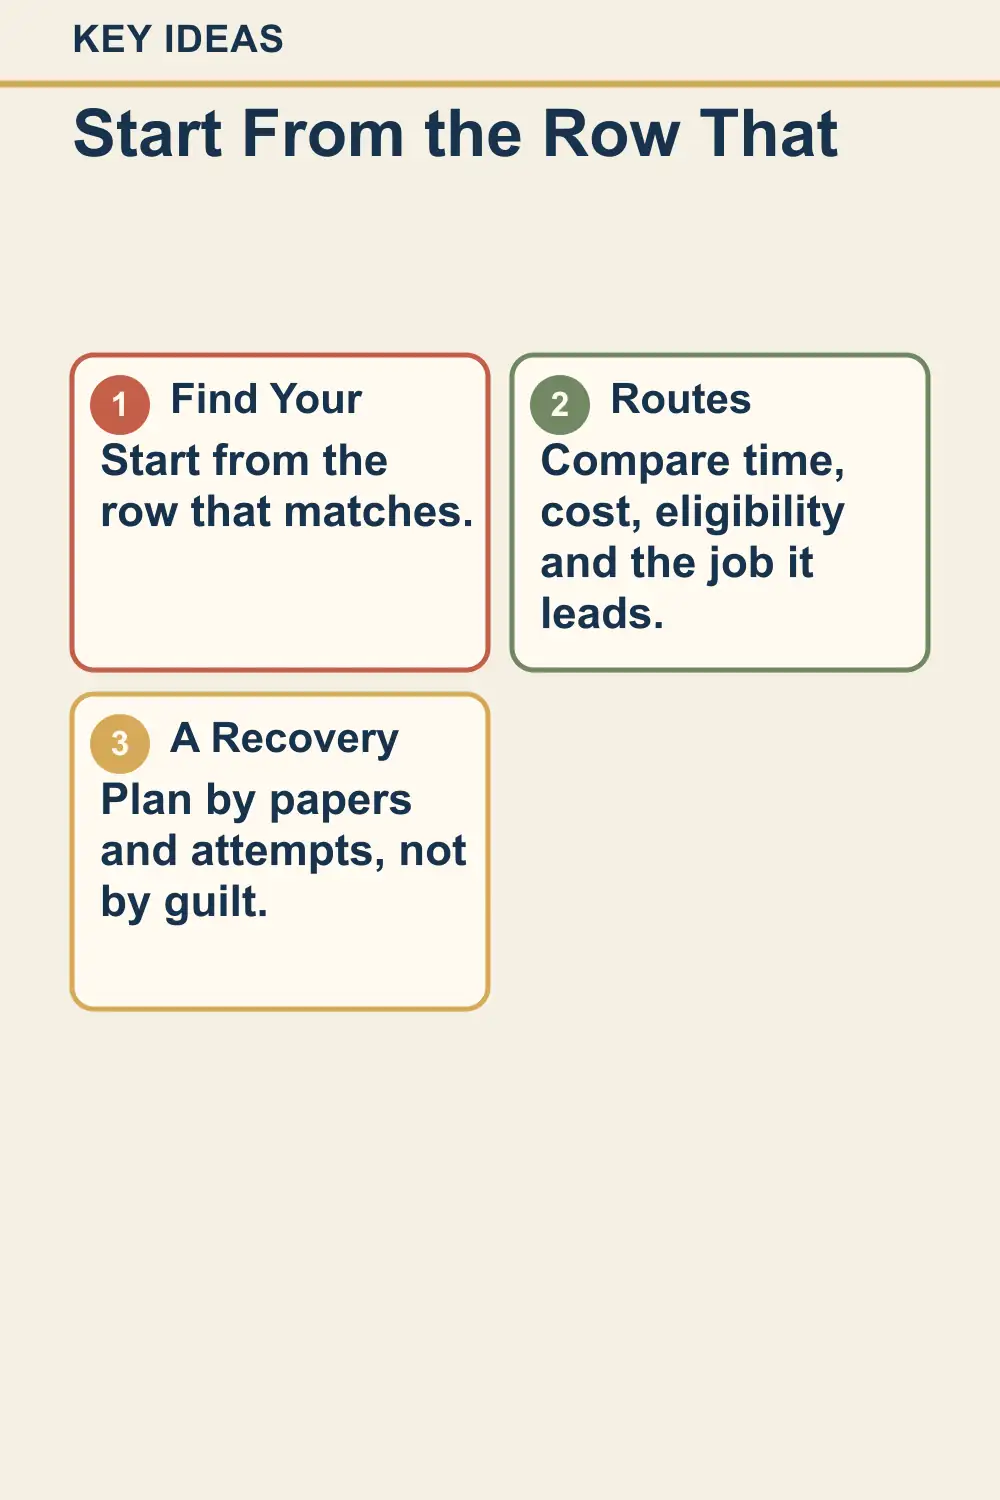 KEY IDEAS
Start From the Row That
1 Find Your
Start from the
row that matches.
2 Routes
Compare time,
cost, eligibility
and the job it
leads.
3 A Recovery
Plan by papers
and attempts, not
by guilt.